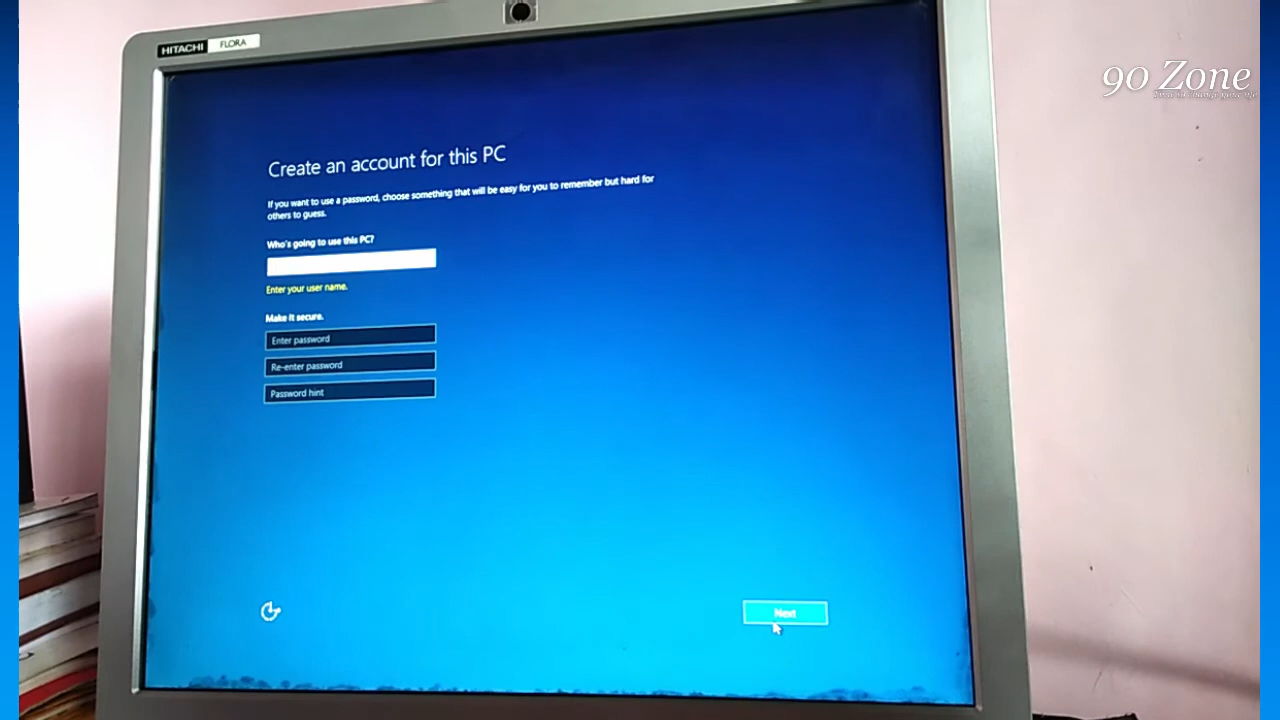 HITACHI FLORA
90 Zone
Create an account for this PC
If you want to use a password, choose something that will be easy for you to remember but hard for
others to guess.
Who's going to use this PC?
Enter your user name.
Make it secure.
Enter password
Re-enter password
Password hint
Next